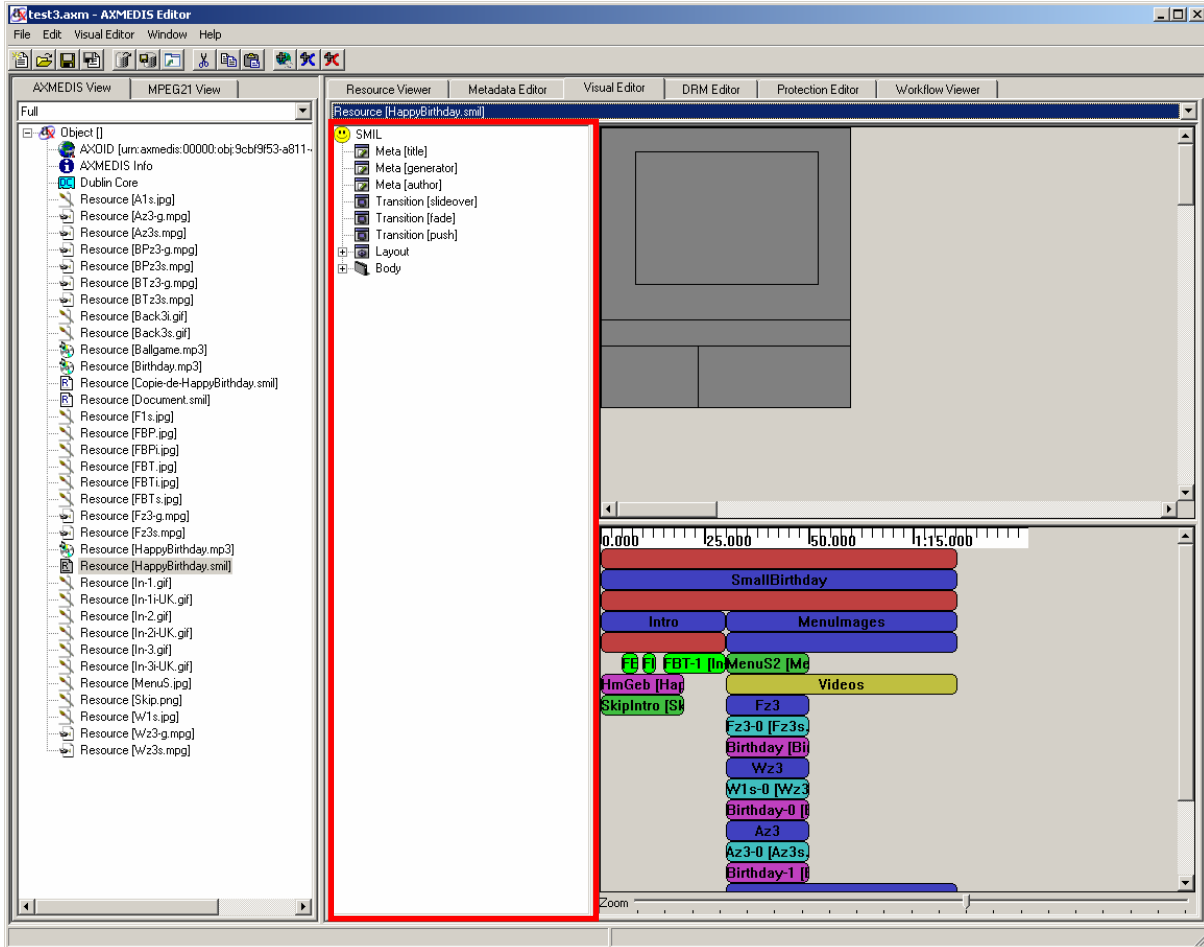 test3.axm - AXMEDIS Editor
File Edit Visual Editor Window Help
AXMEDIS View MPEG21 View
Full
Object []
AXOID [urn:axmedis:00000:obj:9cbf9f53-a811-
AXMEDIS Info
Dublin Core
Resource [A1s.jpg]
Resource [Az3-g.mpg]
Resource [Az3s.mpg]
Resource [BPz3-g.mpg]
Resource [BPz3s.mpg]
Resource [BTz3-g.mpg]
Resource [BTz3s.mpg]
Resource [Back3i.gif]
Resource [Back3s.gif]
Resource [Ballgame.mp3]
Resource [Birthday.mp3]
Resource [Copie-de-HappyBirthday.smil]
Resource [Document.smil]
Resource [F1s.jpg]
Resource [FBP.jpg]
Resource [FBPi.jpg]
Resource [FBT.jpg]
Resource [FBTi.jpg]
Resource [FBTs.jpg]
Resource [Fz3-g.mpg]
Resource [Fz3s.mpg]
Resource [HappyBirthday.mp3]
Resource [HappyBirthday.smil]
Resource [In-1.gif]
Resource [In-1i-UK.gif]
Resource [In-2.gif]
Resource [In-2i-UK.gif]
Resource [In-3.gif]
Resource [In-3i-UK.gif]
Resource [MenuS.jpg]
Resource [Skip.png]
Resource [W1s.jpg]
Resource [Wz3-g.mpg]
Resource [Wz3s.mpg]
Resource Viewer Metadata Editor Visual Editor DRM Editor Protection Editor Workflow Viewer
Resource [HappyBirthday.smil]
SMIL
Meta [title]
Meta [generator]
Meta [author]
Transition [slideover]
Transition [fade]
Transition [push]
Layout
Body
0.000 25.000 50.000 1:15.000
SmallBirthday
Intro MenuImages
FBT-1 [In MenuS2 [Me
HmGeb [Hap Videos
SkipIntro [Sk Fz3
Fz3-0 [Fz3s.
Birthday [Bi
Wz3
W1s-0 [Wz3
Birthday-0 [
Az3
Az3-0 [Az3s.
Birthday-1 [
Zoom